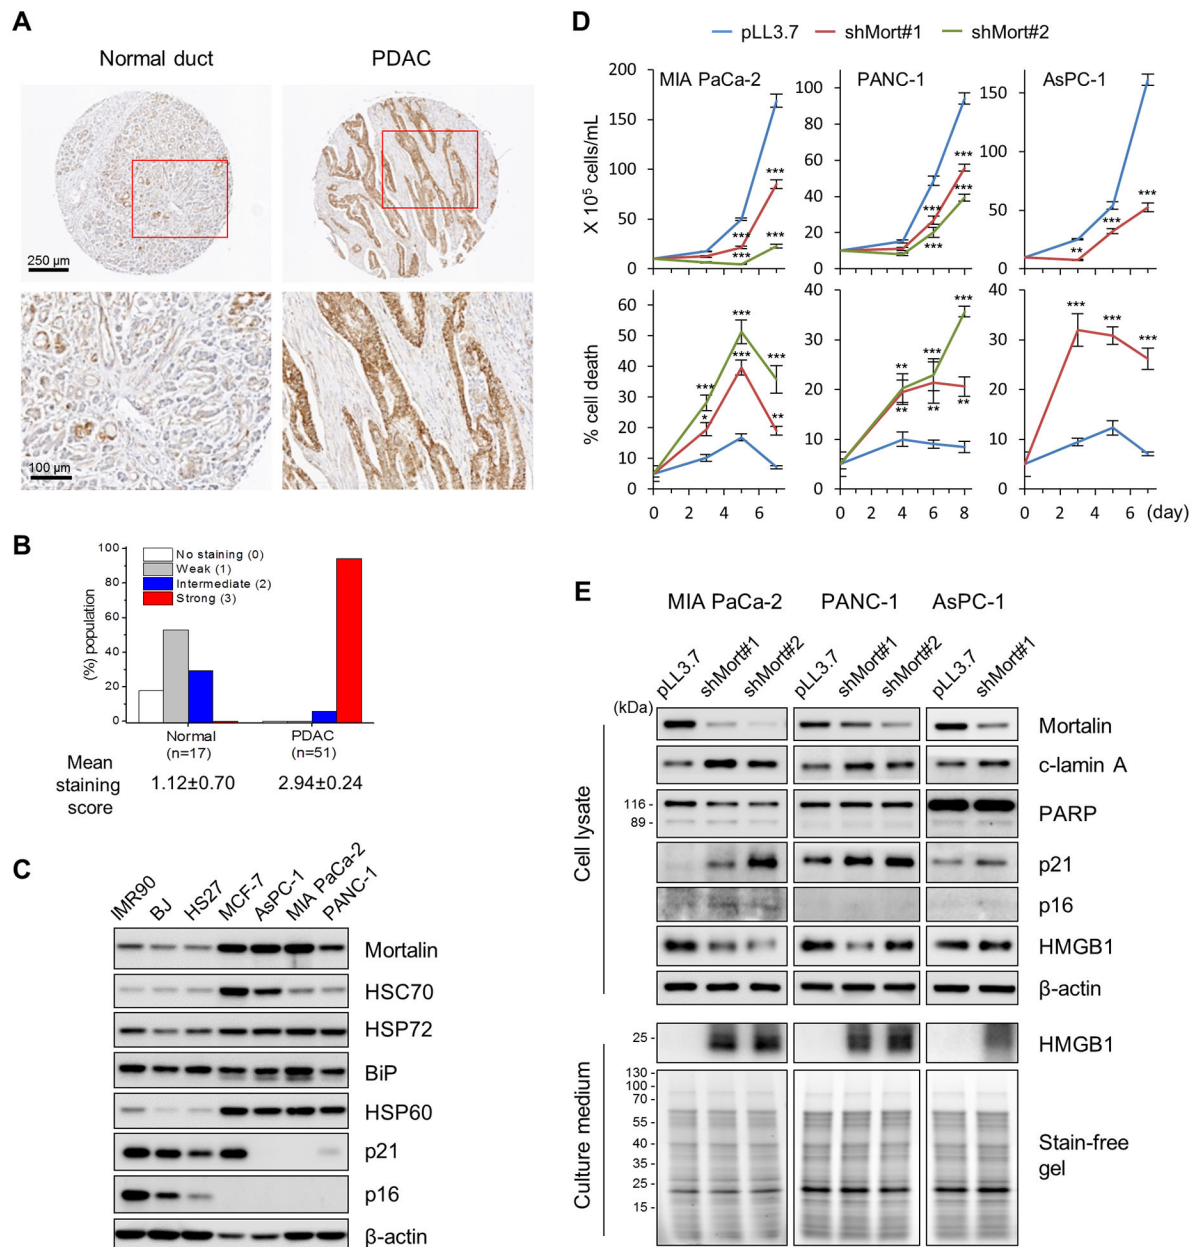 A
Normal duct
PDAC
250 µm
100 µm
B
(%) population
100
80
60
40
20
0
No staining (0)
Weak (1)
Intermediate (2)
Strong (3)
Normal
(n=17)
PDAC
(n=51)
Mean
staining
score
1.12±0.70
2.94±0.24
C
IMR90
BJ
HS27
MCF-7
AsPC-1
MIA PaCa-2
PANC-1
Mortalin
HSC70
HSP72
BiP
HSP60
p21
p16
β-actin
D
pLL3.7
shMort#1
shMort#2
X 10⁵ cells/mL
MIA PaCa-2
200
150
100
50
0
***
***
***
***
PANC-1
100
80
60
40
20
0
***
***
***
***
AsPC-1
150
100
50
0
**
***
***
% cell death
60
50
40
30
20
10
0
***
*
***
***
***
**
0 2 4 6
40
30
20
10
0
**
**
***
**
***
**
0 2 4 6 8
40
30
20
10
0
***
***
***
0 2 4 6 (day)
E
MIA PaCa-2
PANC-1
AsPC-1
pLL3.7
shMort#1
shMort#2
pLL3.7
shMort#1
shMort#2
pLL3.7
shMort#1
(kDa)
Cell lysate
Mortalin
c-lamin A
116 -
89 -
PARP
p21
p16
HMGB1
β-actin
Culture medium
25 -
HMGB1
130 -
100 -
70 -
55 -
40 -
35 -
25 -
15 -
Stain-free
gel